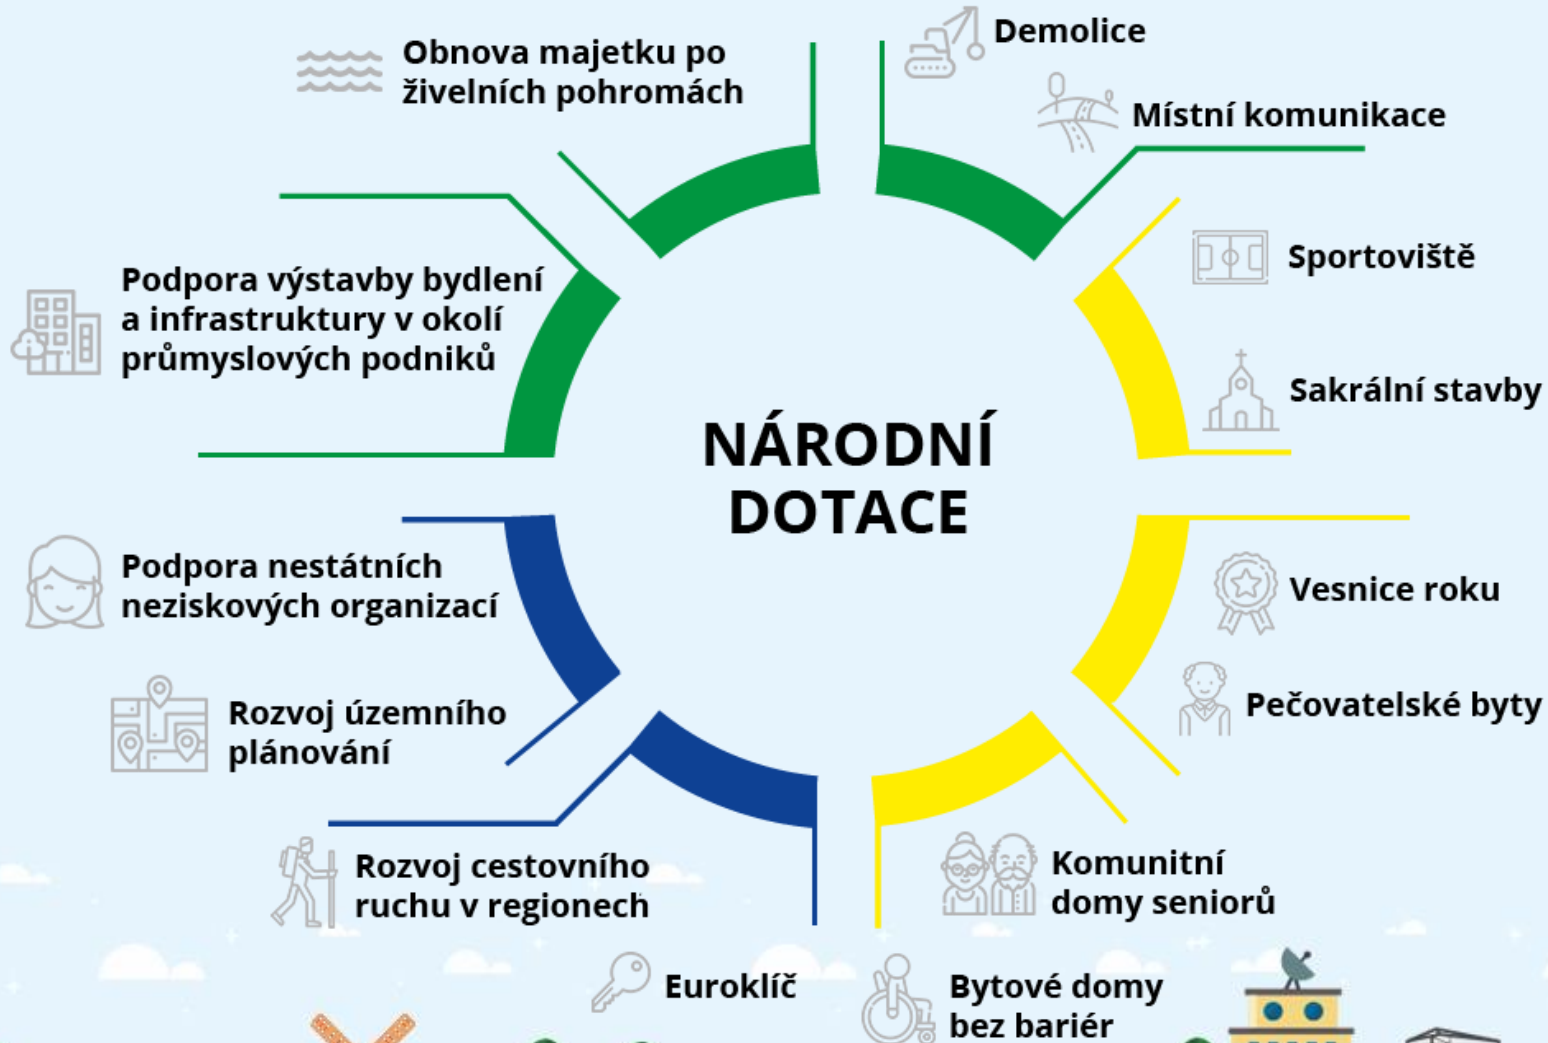 NÁRODNÍ
DOTACE
Demolice
Místní komunikace
Sportoviště
Sakrální stavby
Vesnice roku
Pečovatelské byty
Komunitní
domy seniorů
Bytové domy
bez bariér
Euroklíč
Rozvoj cestovního
ruchu v regionech
Rozvoj územního
plánování
Podpora nestátních
neziskových organizací
Podpora výstavby bydlení
a infrastruktury v okolí
průmyslových podniků
Obnova majetku po
živelních pohromách